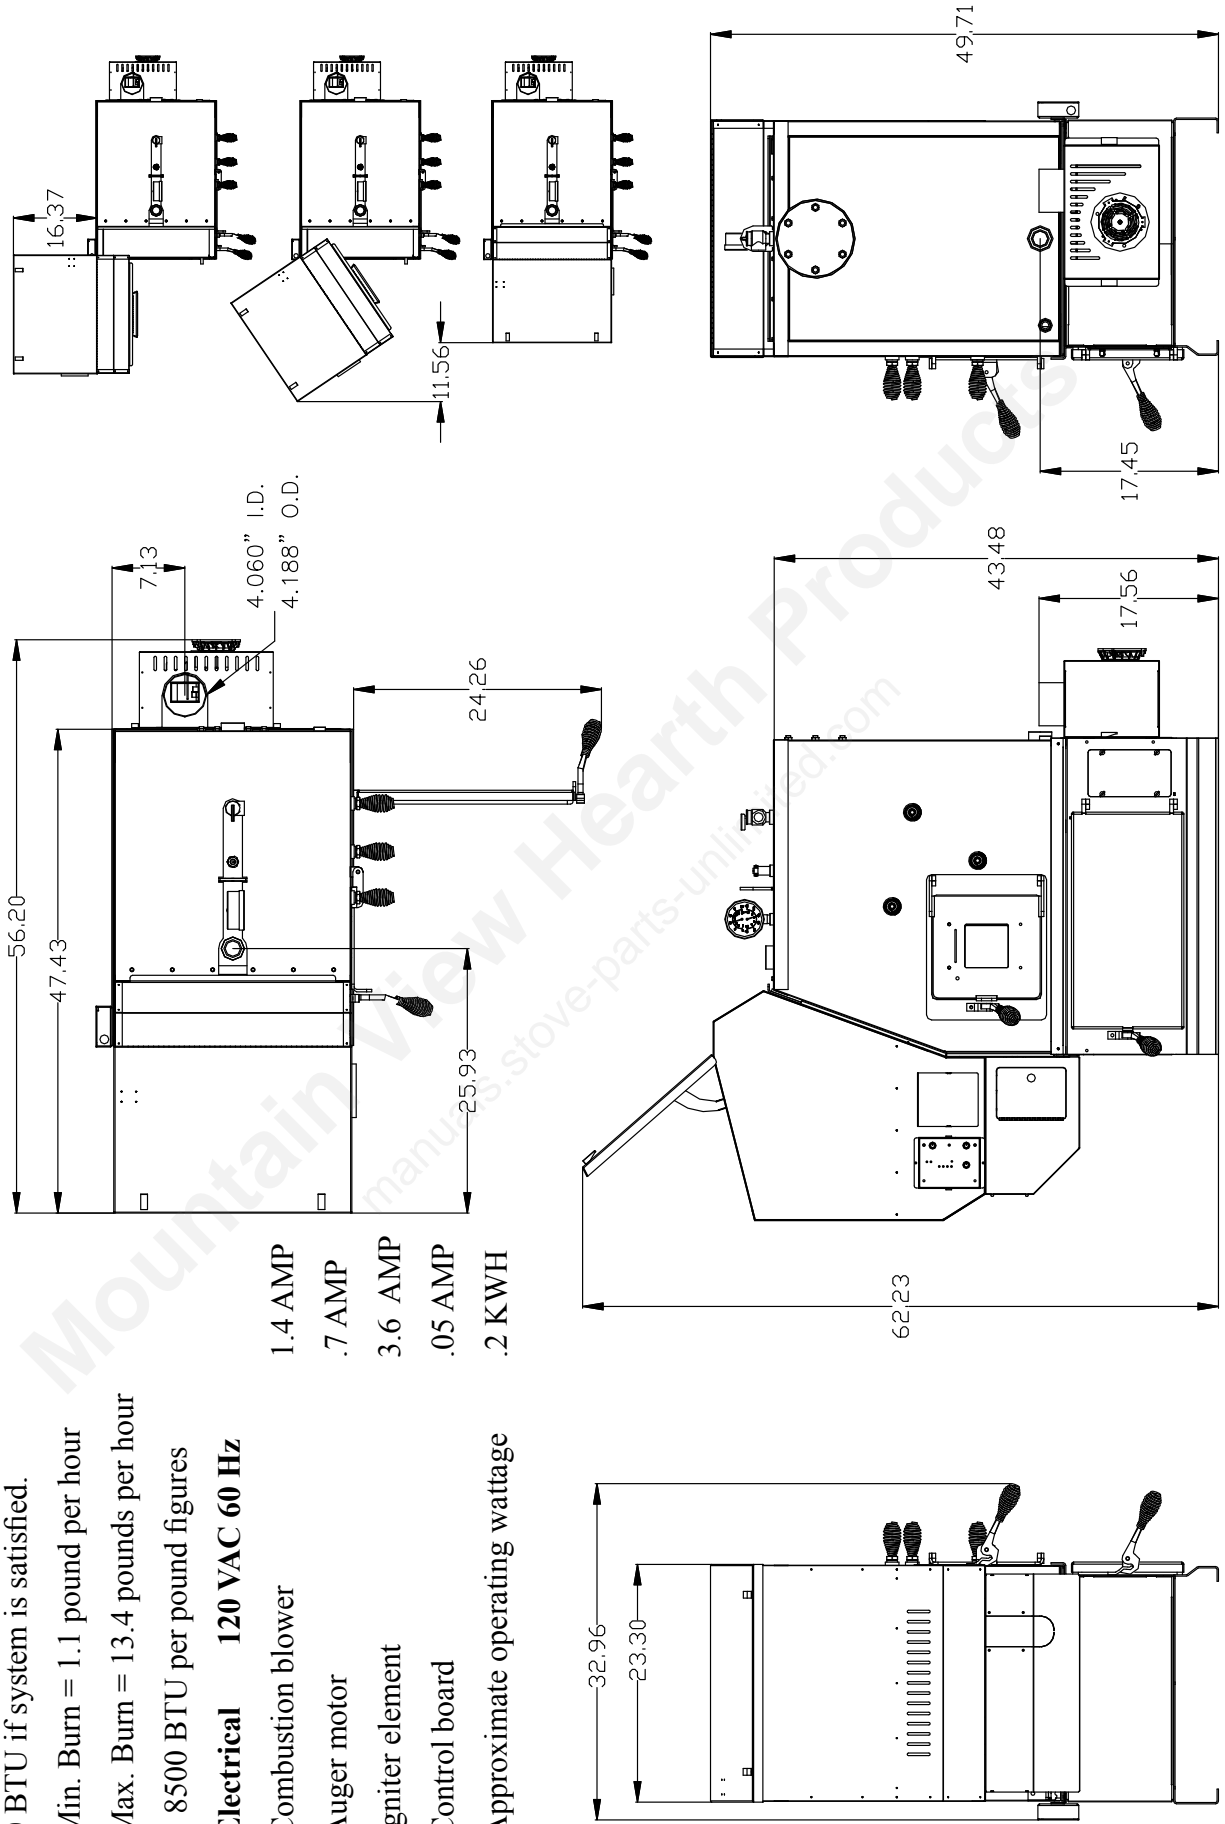 BTU if system is satisfied.
Min. Burn = 1.1 pound per hour
Max. Burn = 13.4 pounds per hour
8500 BTU per pound figures
Electrical 120 VAC 60 Hz
Combustion blower 1.4 AMP
Auger motor .7 AMP
Igniter element 3.6 AMP
Control board .05 AMP
Approximate operating wattage .2 KWH
56.20
47.43
7.13
4.060” I.D.
4.188” O.D.
24.26
25.93
16.37
11.56
32.96
23.30
62.23
43.48
17.56
49.71
17.45
Mountain View Hearth Products
manuals.stove-parts-unlimited.com